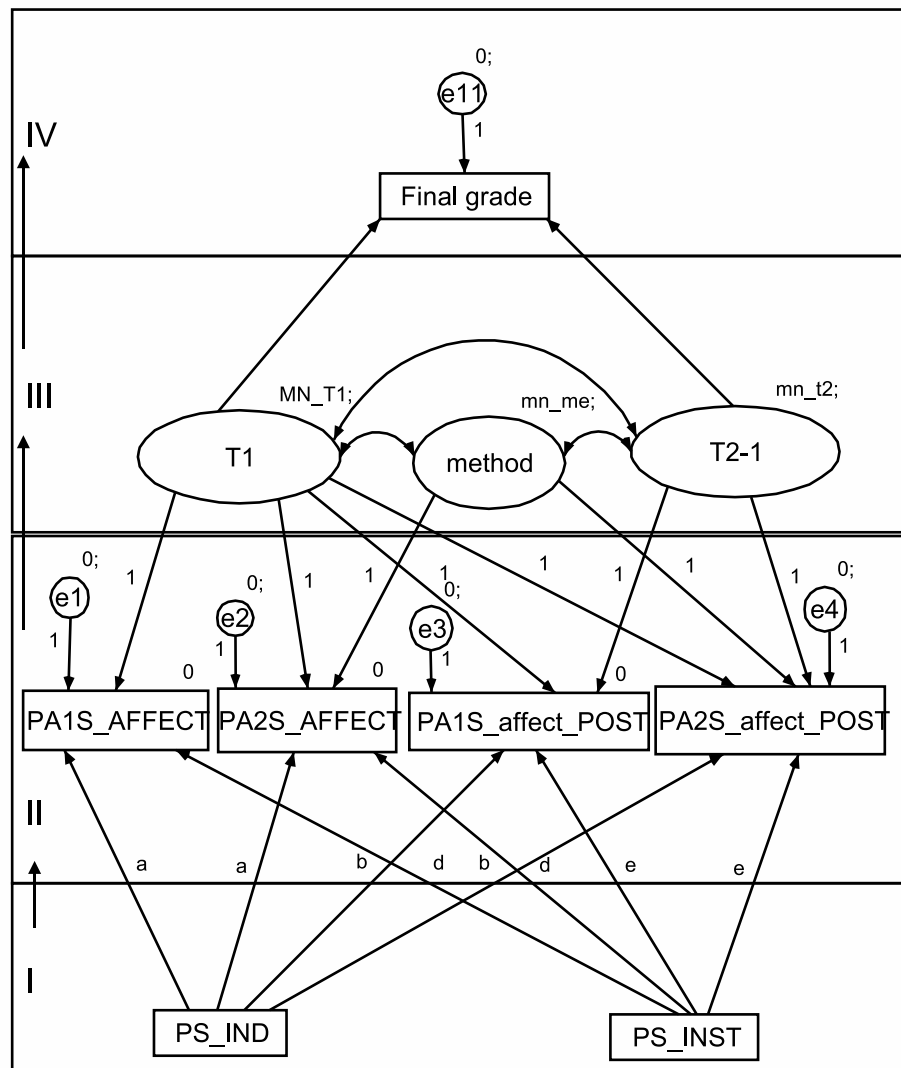 0;
e11
1
IV
Final grade
III
MN_T1;
mn_me;
mn_t2;
T1
method
T2-1
0;
0;
0;
0;
1
1
1
1
1
1
1
1
e1
e2
e3
e4
1
1
1
1
0
0
0
PA1S_AFFECT
PA2S_AFFECT
PA1S_affect_POST
PA2S_affect_POST
II
a
a
b
d
b
d
e
e
I
PS_IND
PS_INST